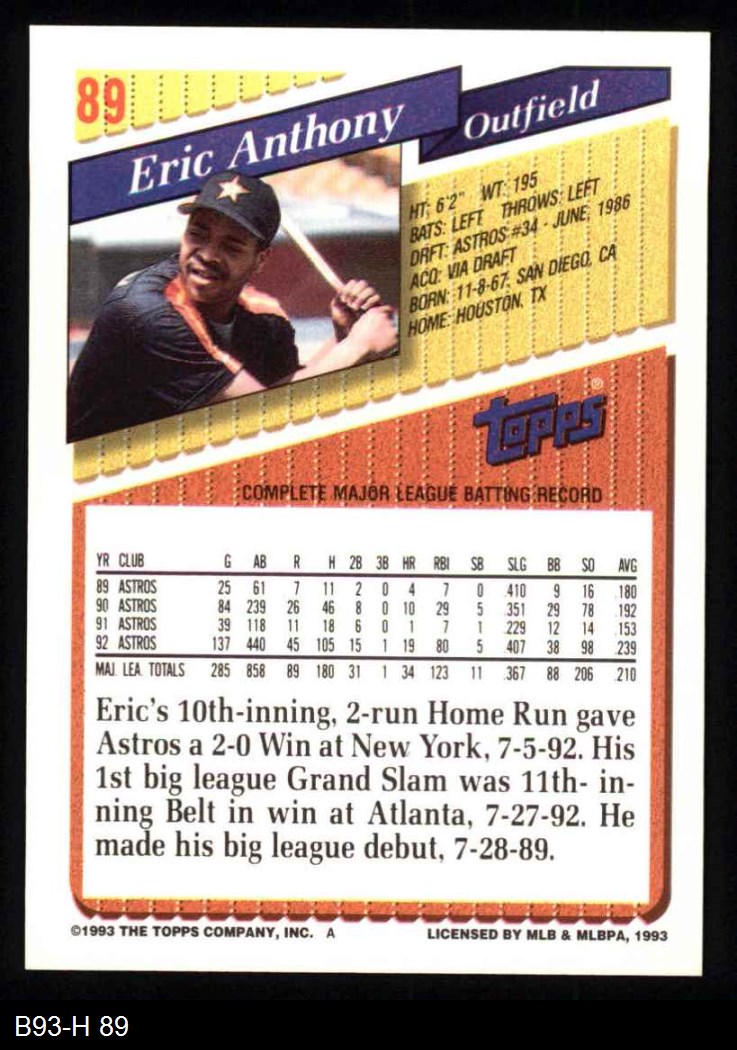 89
Eric Anthony
Outfield
HT: 6'2" WT: 195
BATS: LEFT THROWS: LEFT
DRFT: ASTROS #34 - JUNE, 1986
ACQ: VIA DRAFT
BORN: 11-8-67, SAN DIEGO, CA
HOME: HOUSTON, TX
TOPPS®
COMPLETE MAJOR LEAGUE BATTING RECORD
YR CLUB G AB R H 2B 3B HR RBI SB SLG BB SO AVG
89 ASTROS 25 61 7 11 2 0 4 7 0 .410 9 16 .180
90 ASTROS 84 239 26 46 8 0 10 29 5 .351 29 78 .192
91 ASTROS 39 118 11 18 6 0 1 7 1 .229 12 14 .153
92 ASTROS 137 440 45 105 15 1 19 80 5 .407 38 98 .239
MAJ. LEA. TOTALS 285 858 89 180 31 1 34 123 11 .367 88 206 .210
Eric's 10th-inning, 2-run Home Run gave
Astros a 2-0 Win at New York, 7-5-92. His
1st big league Grand Slam was 11th- in-
ning Belt in win at Atlanta, 7-27-92. He
made his big league debut, 7-28-89.
©1993 THE TOPPS COMPANY, INC. A
LICENSED BY MLB & MLBPA, 1993
B93-H 89